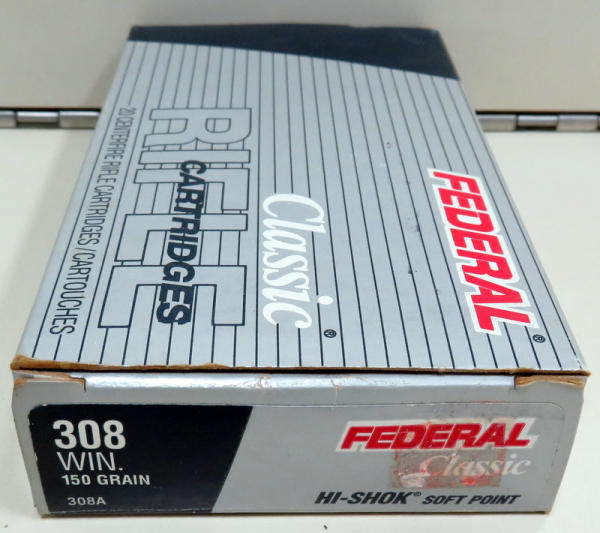 FEDERAL®
Classic®
RIFLE
CARTRIDGES
20 CENTERFIRE RIFLE CARTRIDGES/CARTOUCHES
308
WIN.
150 GRAIN
308A
FEDERAL
Classic
HI-SHOK® SOFT POINT